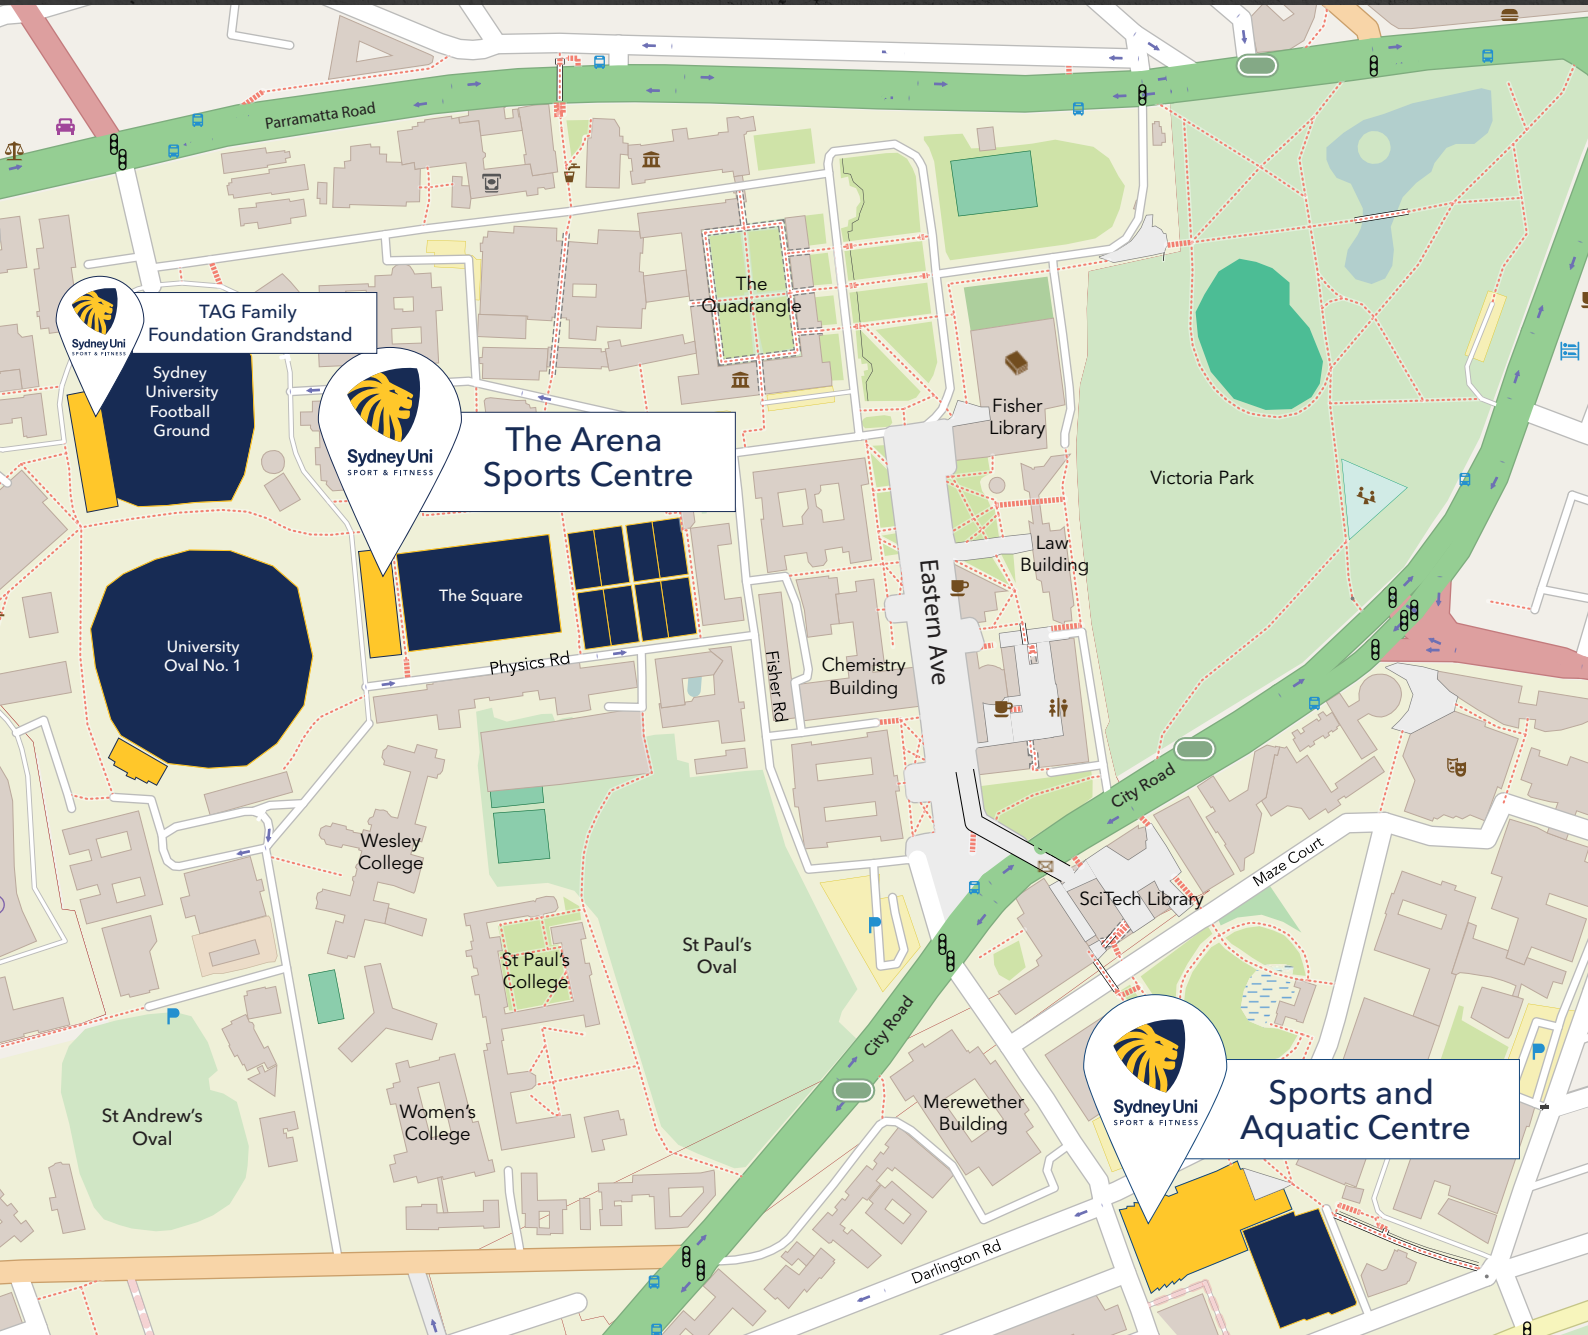 Parramatta Road
TAG Family
Foundation Grandstand
Sydney Uni
SPORT & FITNESS
Sydney
University
Football
Ground
The
Quadrangle
Sydney Uni
SPORT & FITNESS
The Arena
Sports Centre
Fisher
Library
Victoria Park
Law
Building
Eastern Ave
The Square
University
Oval No. 1
Physics Rd
Fisher Rd
Chemistry
Building
City Road
Wesley
College
Maze Court
SciTech Library
St Paul's
College
St Paul's
Oval
City Road
St Andrew's
Oval
Women's
College
Merewether
Building
Sydney Uni
SPORT & FITNESS
Sports and
Aquatic Centre
Darlington Rd